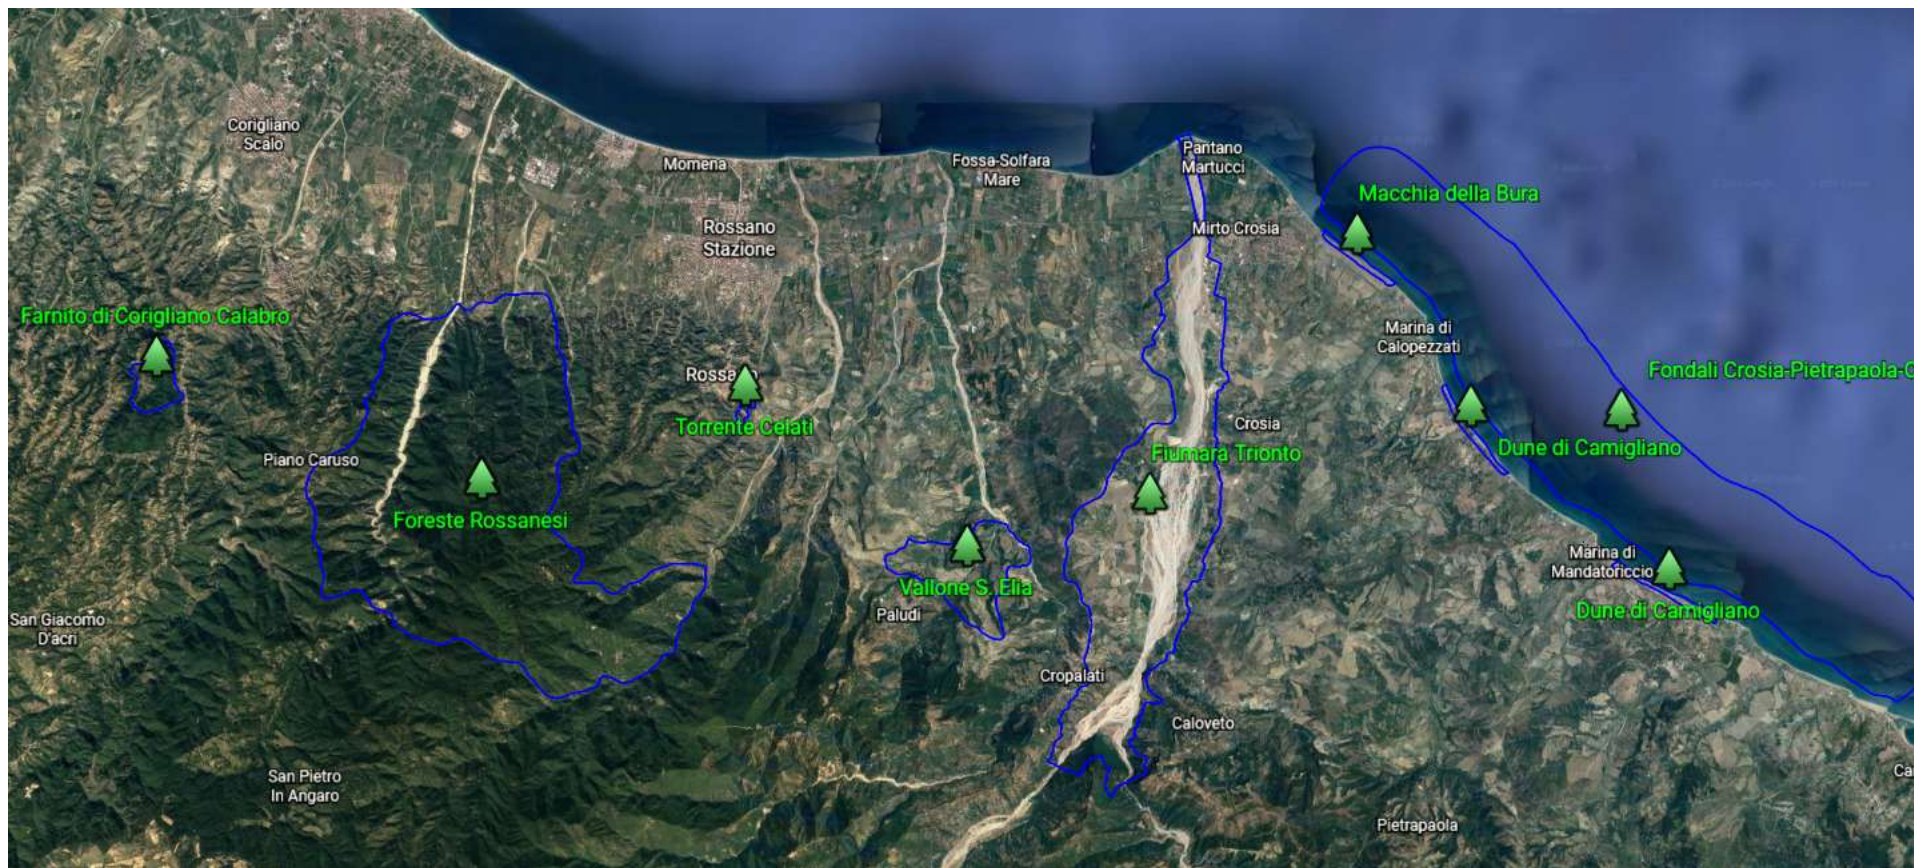 Corigliano
Scalo
Momena
Fossa-Solfara
Mare
Pantano
Martucci
Macchia della Bura
Rossano
Stazione
Mirto Crosia
Farnito di Corigliano Calabro
Marina di
Calopezzati
Fondali Crosia-Pietrapaola-C
Rossano
Torrente Celati
Crosia
Dune di Camigliano
Piano Caruso
Fiumara Trionto
Foreste Rossanesi
Marina di
Mandatoriccio
Vallone S. Elia
Paludi
Dune di Camigliano
San Giacomo
D'acri
Cropalati
Caloveto
San Pietro
In Angaro
Ca
Pietrapaola